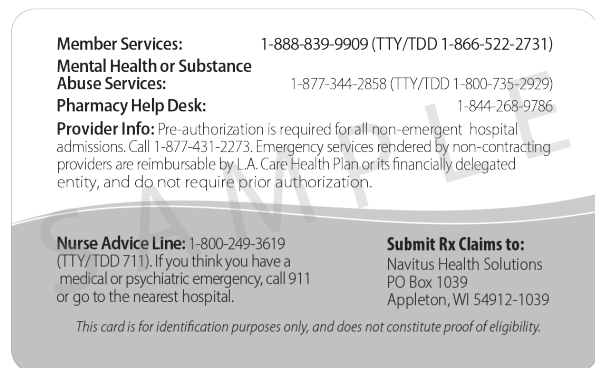 Member Services: 1-888-839-9909 (TTY/TDD 1-866-522-2731)
Mental Health or Substance
Abuse Services: 1-877-344-2858 (TTY/TDD 1-800-735-2929)
Pharmacy Help Desk: 1-844-268-9786
Provider Info: Pre-authorization is required for all non-emergent hospital
admissions. Call 1-877-431-2273. Emergency services rendered by non-contracting
providers are reimbursable by L.A. Care Health Plan or its financially delegated
entity, and do not require prior authorization.
SAMPLE
Nurse Advice Line: 1-800-249-3619
(TTY/TDD 711). If you think you have a
medical or psychiatric emergency, call 911
or go to the nearest hospital.
Submit Rx Claims to:
Navitus Health Solutions
PO Box 1039
Appleton, WI 54912-1039
This card is for identification purposes only, and does not constitute proof of eligibility.